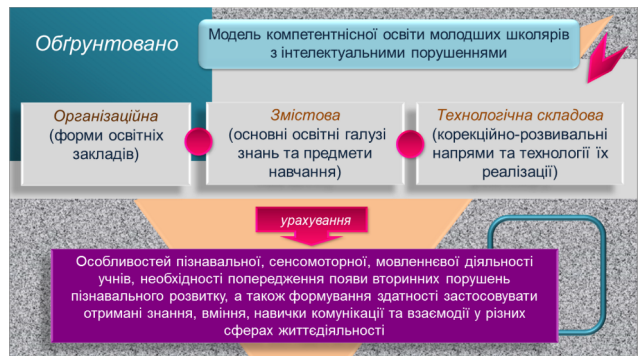 Обґрунтовано
Модель компетентнісної освіти молодших школярів
з інтелектуальними порушеннями
Організаційна
(форми освітніх
закладів)
Змістова
(основні освітні галузі
знань та предмети
навчання)
Технологічна складова
(корекційно-розвивальні
напрями та технології їх
реалізації)
урахування
Особливостей пізнавальної, сенсомоторної, мовленнєвої діяльності
учнів, необхідності попередження появи вторинних порушень
пізнавального розвитку, а також формування здатності застосовувати
отримані знання, вміння, навички комунікації та взаємодії у різних
сферах життєдіяльності